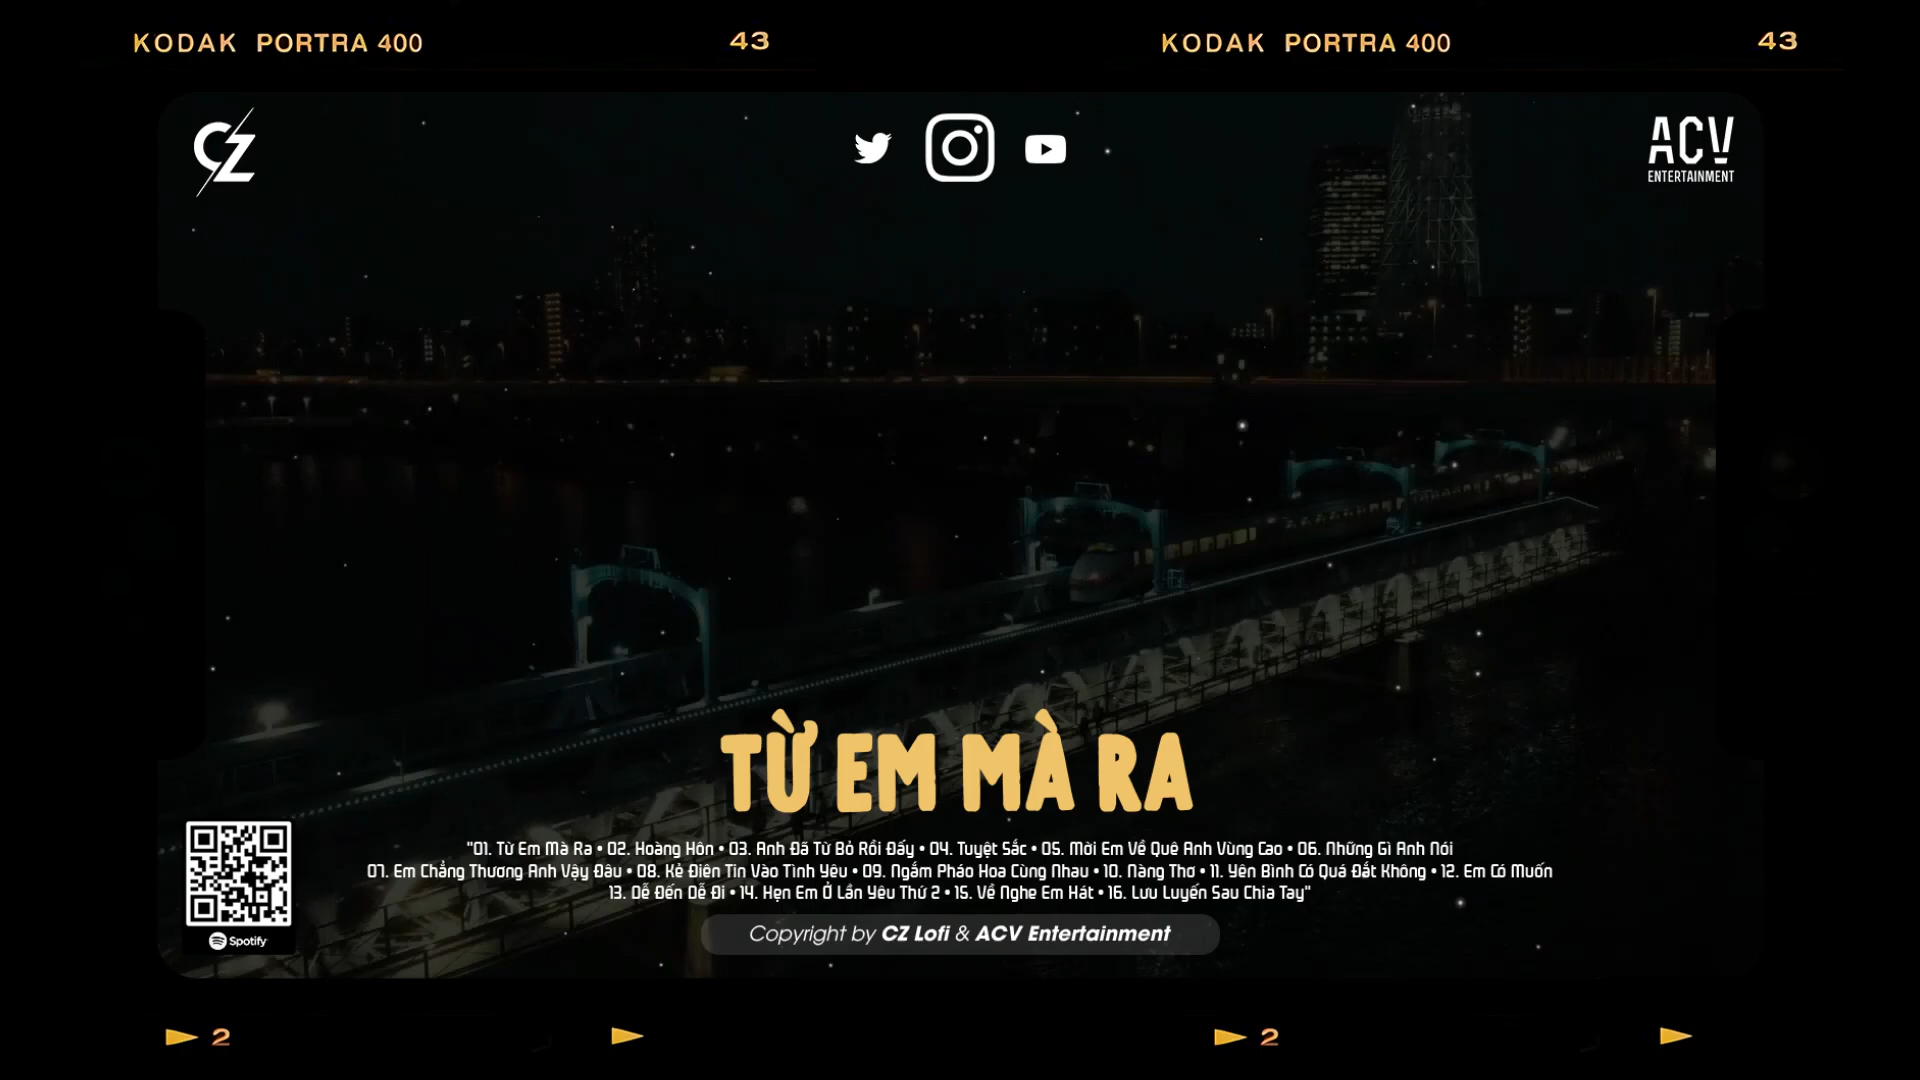 KODAK PORTRA 400 43 KODAK PORTRA 400 43
CZ
ACV
ENTERTAINMENT
TỪ EM MÀ RA
"01. Từ Em Mà Ra • 02. Hoàng Hôn • 03. Anh Đã Từ Bỏ Rồi Đấy • 04. Tuyệt Sắc • 05. Mời Em Về Quê Anh Vùng Cao • 06. Những Gì Anh Nói
07. Em Chẳng Thương Anh Vậy Đâu • 08. Kẻ Điên Tin Vào Tình Yêu • 09. Ngắm Pháo Hoa Cùng Nhau • 10. Nàng Thơ • 11. Yên Bình Có Quá Đắt Không • 12. Em Có Muốn
13. Dễ Đến Dễ Đi • 14. Hẹn Em Ở Lần Yêu Thứ 2 • 15. Về Nghe Em Hát • 16. Lưu Luyến Sau Chia Tay"
Spotify
Copyright by CZ Lofi & ACV Entertainment
2 2